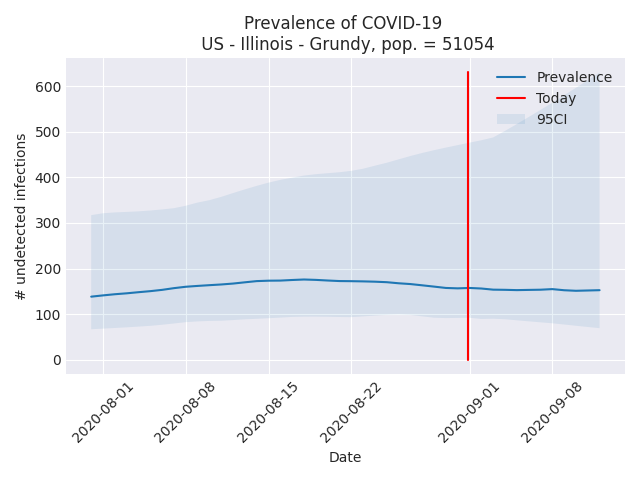 Prevalence of COVID-19
US - Illinois - Grundy, pop. = 51054
# undetected infections
600
500
400
300
200
100
0
Prevalence
Today
95CI
2020-08-01
2020-08-08
2020-08-15
2020-08-22
2020-09-01
2020-09-08
Date